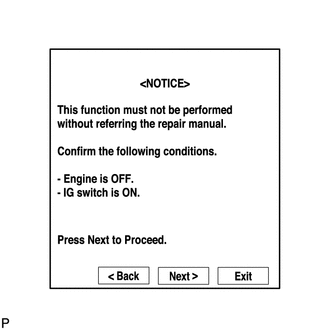 <NOTICE>
This function must not be performed
without referring the repair manual.
Confirm the following conditions.
- Engine is OFF.
- IG switch is ON.
Press Next to Proceed.
< Back Next > Exit
P